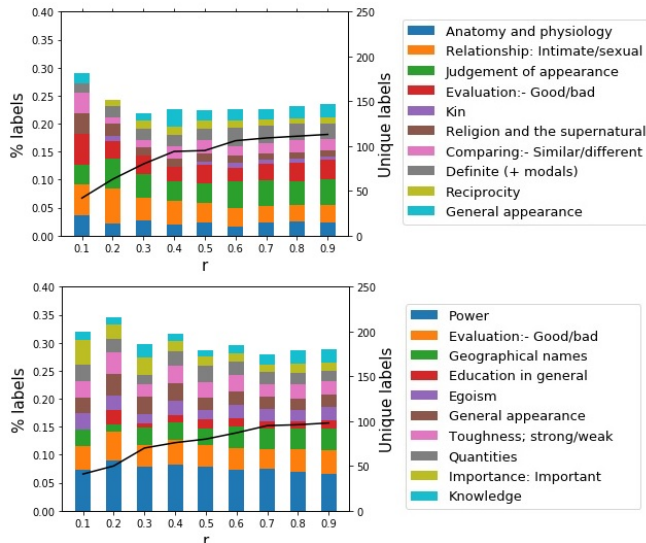 0.40
0.35
0.30
0.25
0.20
0.15
0.10
0.05
0.00
% labels
0.1 0.2 0.3 0.4 0.5 0.6 0.7 0.8 0.9
r
250
200
150
100
50
0
Unique labels
Anatomy and physiology
Relationship: Intimate/sexual
Judgement of appearance
Evaluation:- Good/bad
Kin
Religion and the supernatural
Comparing:- Similar/different
Definite (+ modals)
Reciprocity
General appearance
0.40
0.35
0.30
0.25
0.20
0.15
0.10
0.05
0.00
% labels
0.1 0.2 0.3 0.4 0.5 0.6 0.7 0.8 0.9
r
250
200
150
100
50
0
Unique labels
Power
Evaluation:- Good/bad
Geographical names
Education in general
Egoism
General appearance
Toughness; strong/weak
Quantities
Importance: Important
Knowledge